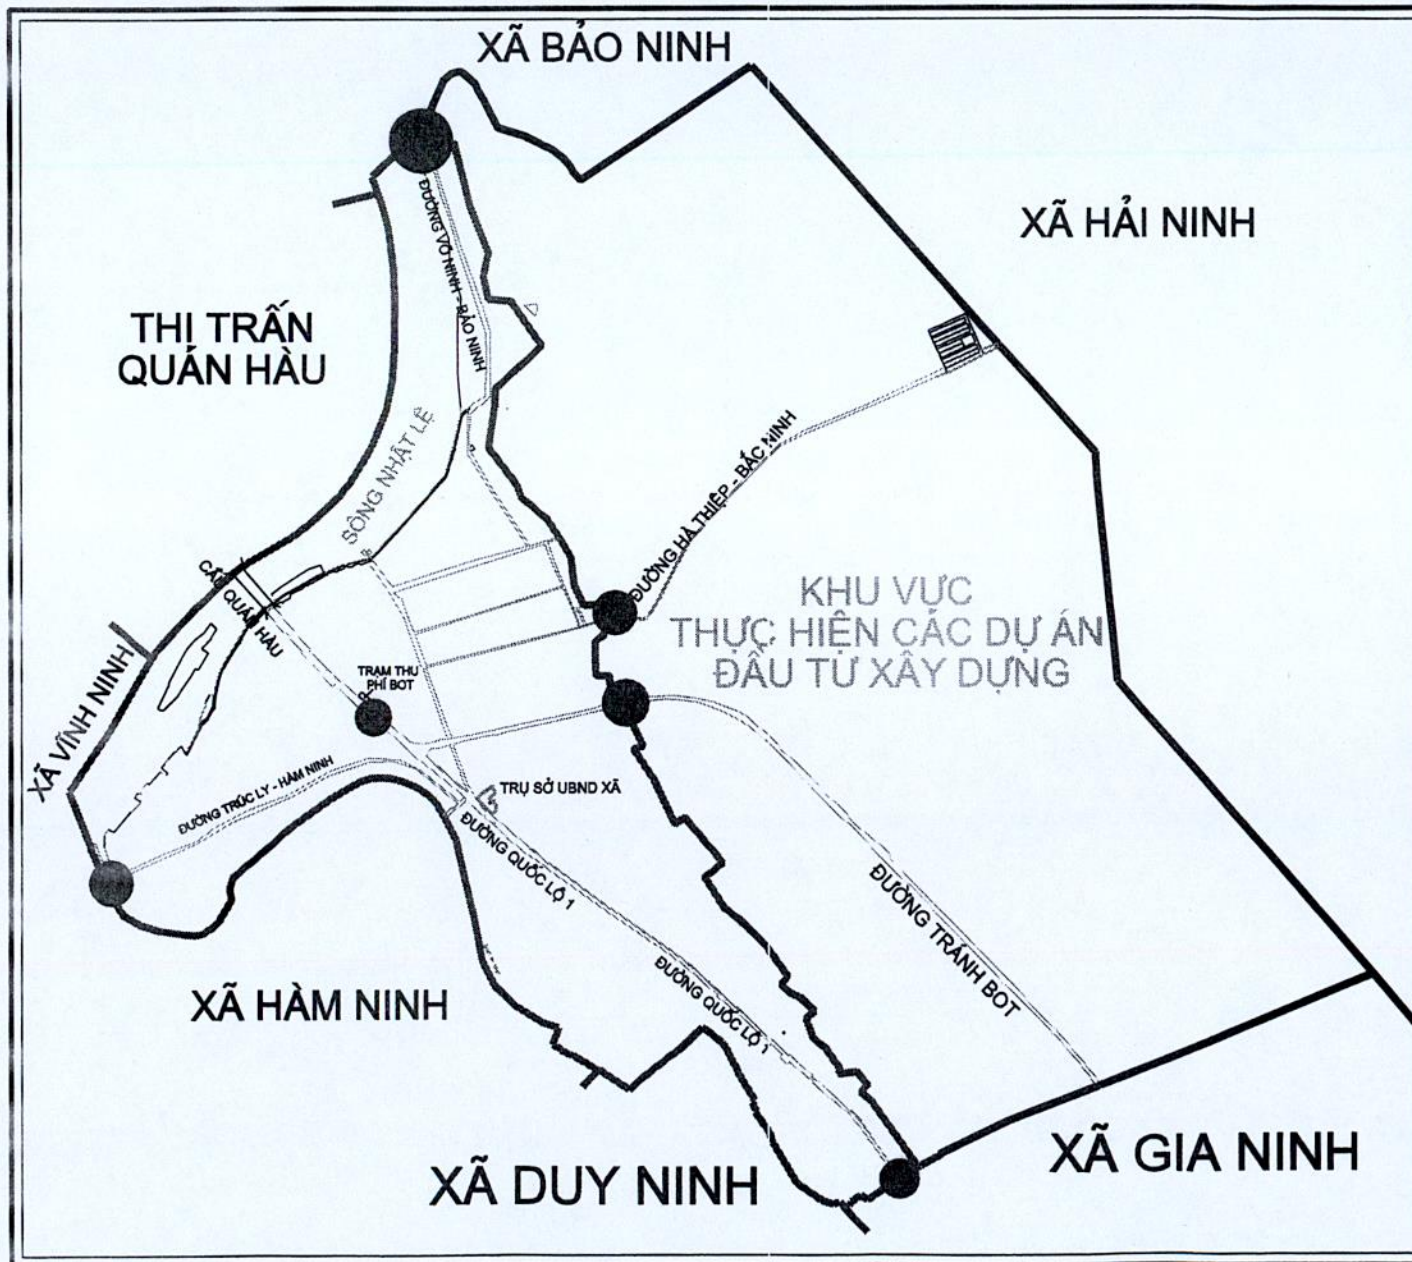 XÃ BẢO NINH
XÃ HẢI NINH
ĐƯỜNG VÕ NINH - BẢO NINH
THỊ TRẤN
QUÁN HÀU
SÔNG NHẬT LỆ
ĐƯỜNG HÀ THIỆP - BẮC NINH
CẦU QUÁN HÀU
KHU VỰC
THỰC HIỆN CÁC DỰ ÁN
ĐẦU TƯ XÂY DỰNG
TRẠM THU
PHÍ BOT
XÃ VĨNH NINH
ĐƯỜNG TRÚC LY - HÀM NINH
TRỤ SỞ UBND XÃ
ĐƯỜNG QUỐC LỘ 1
ĐƯỜNG TRÁNH BOT
XÃ HÀM NINH
ĐƯỜNG QUỐC LỘ 1
XÃ GIA NINH
XÃ DUY NINH